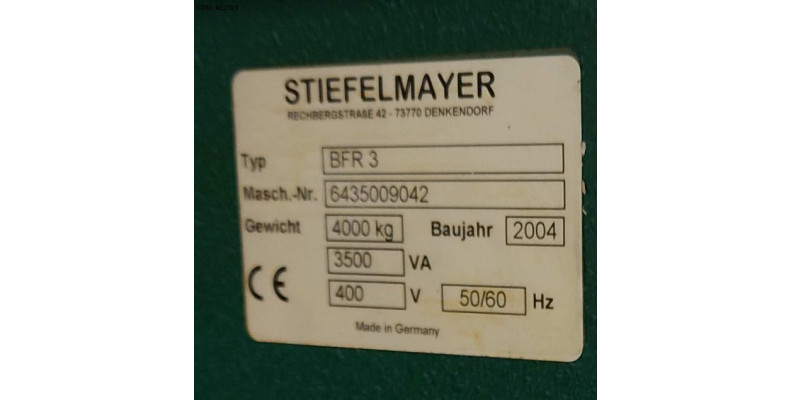 STIEFELMAYER
RECHBERGSTRAßE 42 - 73770 DENKENDORF
Typ BFR 3
Masch.-Nr. 6435009042
Gewicht 4000 kg Baujahr 2004
3500 VA
CE 400 V 50/60 Hz
Made in Germany